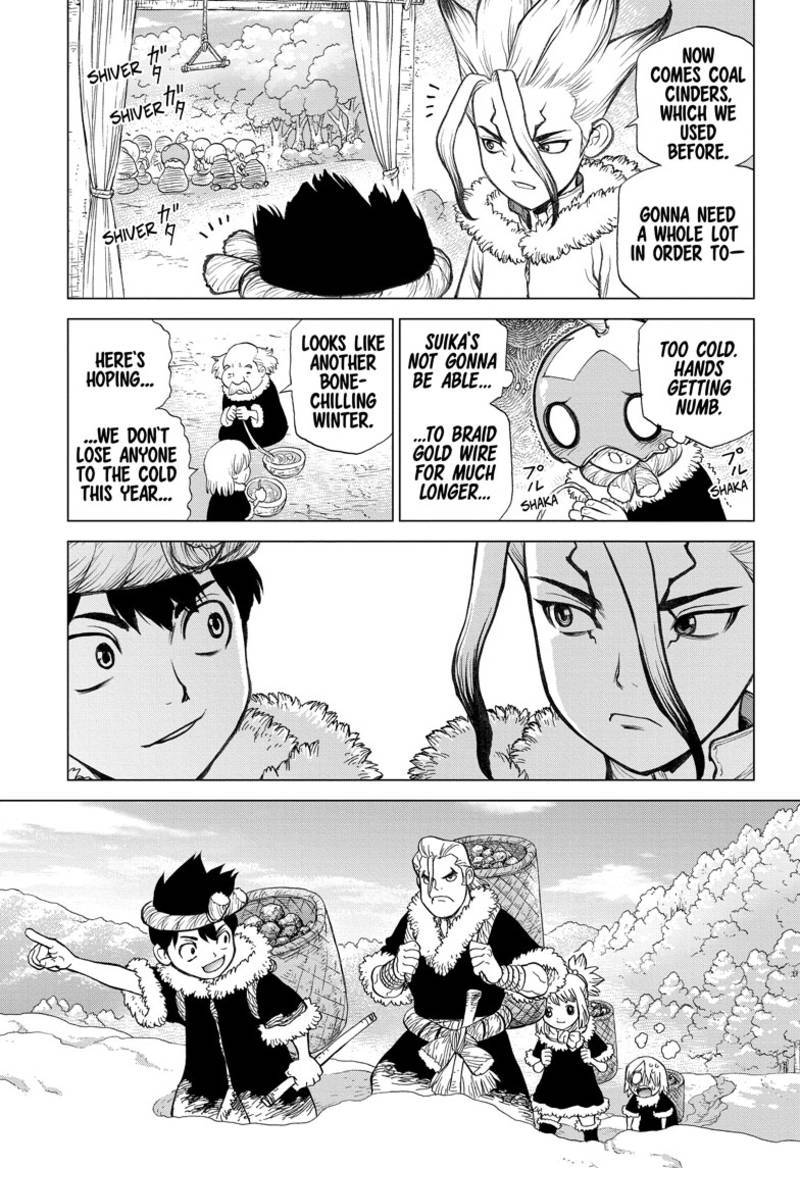 NOW
COMES COAL
CINDERS,
WHICH WE
USED
BEFORE.
GONNA NEED
A WHOLE LOT
IN ORDER TO—
SHIVER ガタ
SHIVER ガタ
SHIVER ガタ
TOO COLD.
HANDS
GETTING
NUMB.
SUIKA'S
NOT GONNA
BE ABLE...
...TO BRAID
GOLD WIRE
FOR MUCH
LONGER...
プル
SHAKA
プル
SHAKA
LOOKS LIKE
ANOTHER
BONE-
CHILLING
WINTER.
HERE'S
HOPING...
...WE DON'T
LOSE ANYONE
TO THE COLD
THIS YEAR...